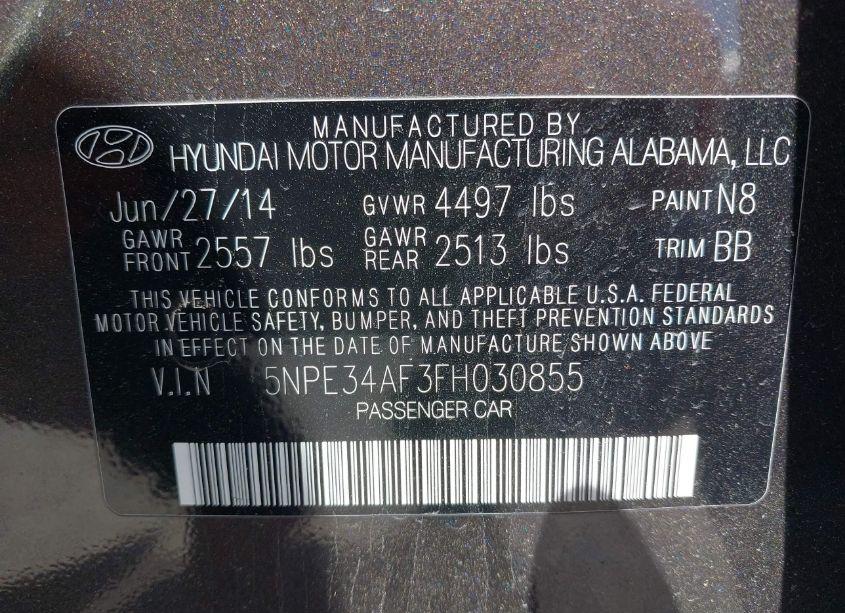 MANUFACTURED BY
HYUNDAI MOTOR MANUFACTURING ALABAMA, LLC
Jun/27/14 GVWR 4497 lbs PAINT N8
GAWR FRONT 2557 lbs GAWR REAR 2513 lbs TRIM BB
THIS VEHICLE CONFORMS TO ALL APPLICABLE U.S.A. FEDERAL
MOTOR VEHICLE SAFETY, BUMPER, AND THEFT PREVENTION STANDARDS
IN EFFECT ON THE DATE OF MANUFACTURE SHOWN ABOVE
V.I.N 5NPE34AF3FH030855
PASSENGER CAR